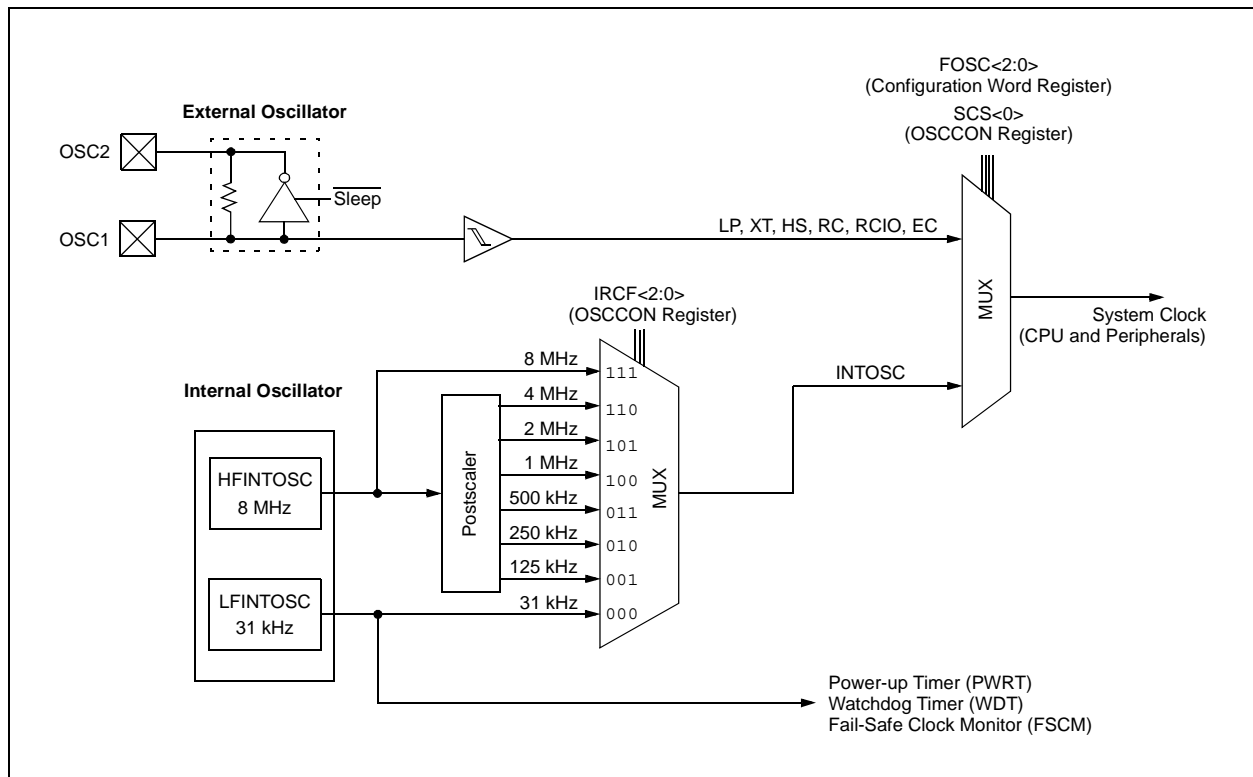 FOSC<2:0>
(Configuration Word Register)
SCS<0>
(OSCCON Register)
External Oscillator
OSC2
Sleep
OSC1
LP, XT, HS, RC, RCIO, EC
MUX
System Clock
(CPU and Peripherals)
IRCF<2:0>
(OSCCON Register)
INTOSC
Internal Oscillator
HFINTOSC
8 MHz
LFINTOSC
31 kHz
Postscaler
8 MHz
4 MHz
2 MHz
1 MHz
500 kHz
250 kHz
125 kHz
31 kHz
111
110
101
100
011
010
001
000
MUX
Power-up Timer (PWRT)
Watchdog Timer (WDT)
Fail-Safe Clock Monitor (FSCM)